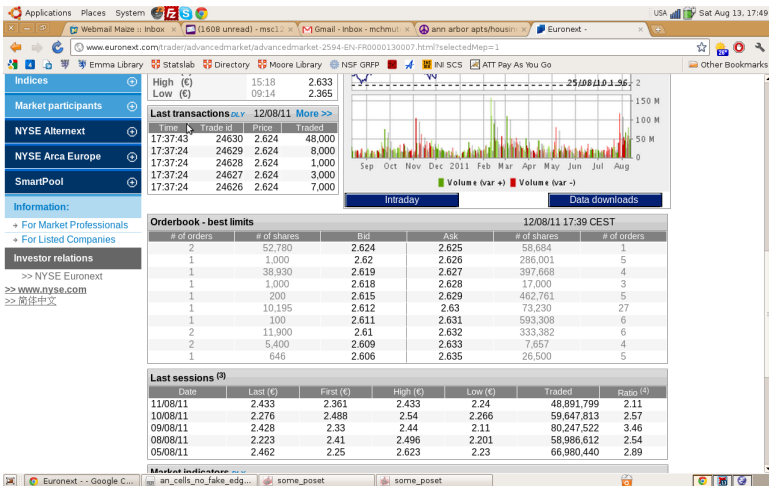 Applications Places System USA Sat Aug 13, 17:49
Webmail Maize :: Inbox (1608 unread) - msc1 Gmail - Inbox - mchmut ann arbor apts/housin Euronext -
www.euronext.com/trader/advancedmarket/advancedmarket-2594-EN-FR0000130007.html?selectedMep=1
Emma Library Statslab Directory Moore Library NSF GRFP INI SCS ATT Pay As You Go Other Bookmarks
Indices
Market participants
NYSE Alternext
NYSE Arca Europe
SmartPool
Information:
For Market Professionals
For Listed Companies
Investor relations
>> NYSE Euronext
>> www.nyse.com
>> 简体中文
High (€) 15:18 2.633
Low (€) 09:14 2.365
Last transactions DLY 12/08/11 More >>
Time Trade id Price Traded
17:37:43 24630 2.624 48,000
17:37:24 24629 2.624 8,000
17:37:24 24628 2.624 1,000
17:37:24 24627 2.624 3,000
17:37:24 24626 2.624 7,000
25/08/10 1.96 2
150 M
100 M
50 M
0
Sep Oct Nov Dec 2011 Feb Mar Apr May Jun July Aug
Volume (var +) Volume (var -)
Intraday Data downloads
Orderbook - best limits 12/08/11 17:39 CEST
# of orders # of shares Bid Ask # of shares # of orders
2 52,780 2.624 2.625 58,684 1
1 1,000 2.62 2.626 286,001 5
1 38,930 2.619 2.627 397,668 4
1 1,000 2.618 2.628 17,000 3
1 200 2.615 2.629 462,761 5
1 10,195 2.612 2.63 73,230 27
1 100 2.611 2.631 593,308 6
2 11,900 2.61 2.632 333,382 6
2 5,400 2.609 2.633 7,657 4
1 646 2.606 2.635 26,500 5
Last sessions (3)
Date Last (€) First (€) High (€) Low (€) Traded Ratio (4)
11/08/11 2.433 2.361 2.433 2.24 48,891,799 2.11
10/08/11 2.276 2.488 2.54 2.266 59,647,813 2.57
09/08/11 2.428 2.33 2.44 2.11 80,247,522 3.46
08/08/11 2.223 2.41 2.496 2.201 58,986,612 2.54
05/08/11 2.462 2.25 2.623 2.23 66,980,440 2.89
Market indicators DLY
Euronext - - Google C... an_cells_no_fake_edg... some_poset some_poset